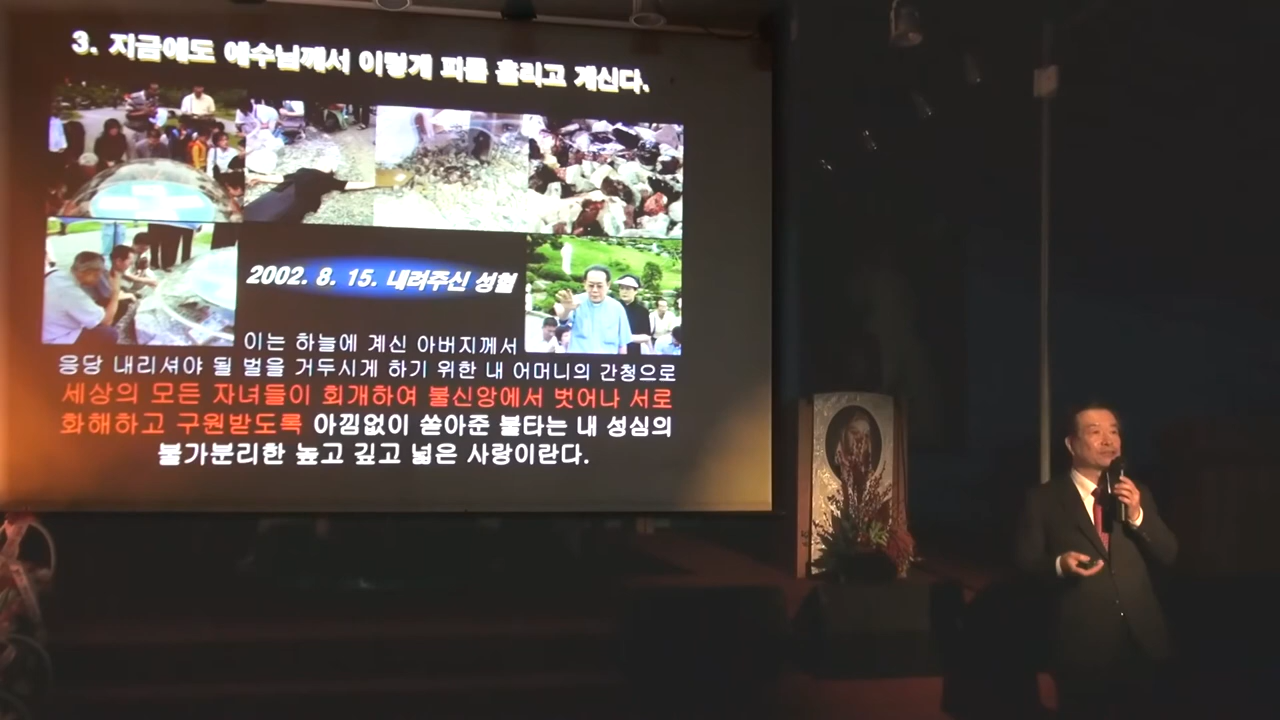 3. 지금에도 예수님께서 이렇게 피를 흘리고 계신다.
2002. 8. 15. 내려주신 성혈
이는 하늘에 계신 아버지께서
응당 내리셔야 될 벌을 거두시게 하기 위한 내 어머니의 간청으로
세상의 모든 자녀들이 회개하여 불신앙에서 벗어나 서로
화해하고 구원받도록 아낌없이 쏟아준 불타는 내 성심의
불가분리한 높고 깊고 넓은 사랑이란다.